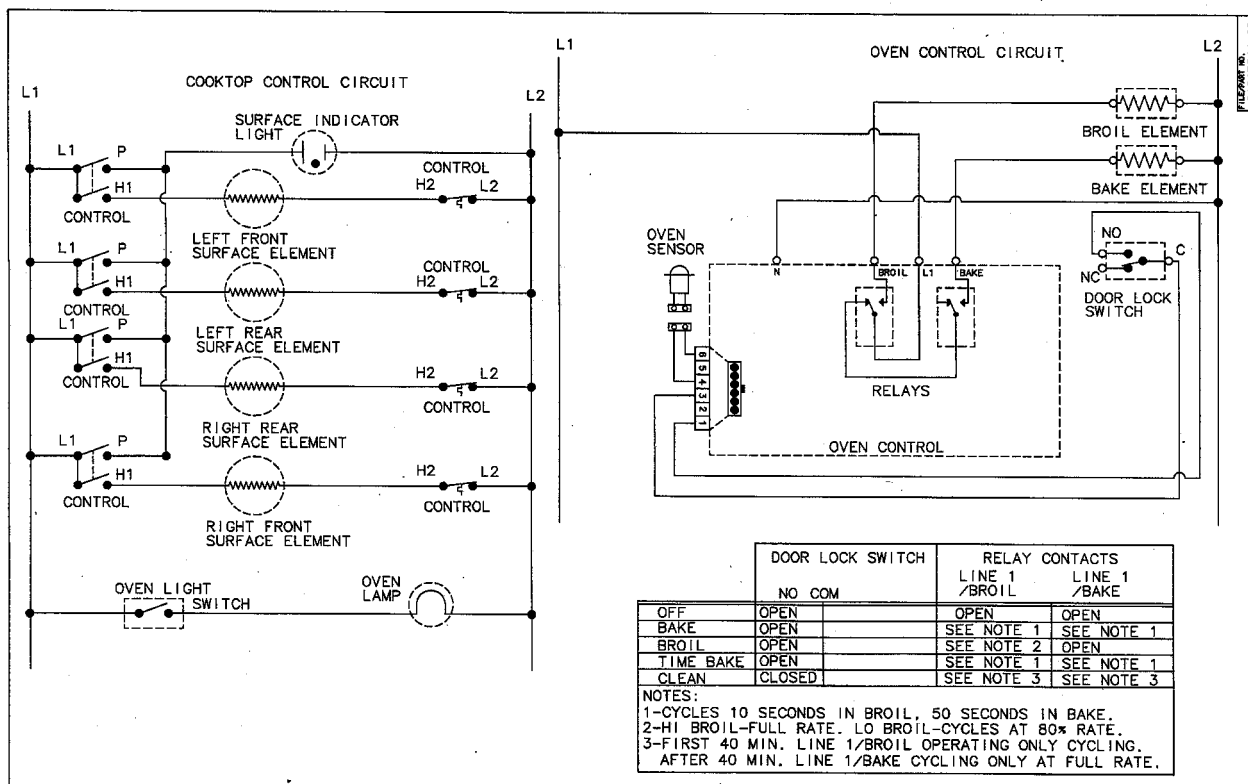 COOKTOP CONTROL CIRCUIT
L1
L2
SURFACE INDICATOR
LIGHT
L1
P
H1
CONTROL
CONTROL
H2
L2
LEFT FRONT
SURFACE ELEMENT
L1
P
H1
CONTROL
CONTROL
H2
L2
LEFT REAR
SURFACE ELEMENT
L1
P
H1
CONTROL
H2
L2
CONTROL
RIGHT REAR
SURFACE ELEMENT
L1
P
H1
CONTROL
H2
L2
CONTROL
RIGHT FRONT
SURFACE ELEMENT
OVEN LIGHT
SWITCH
OVEN
LAMP
L1
OVEN CONTROL CIRCUIT
L2
FILE/PART NO.
BROIL ELEMENT
BAKE ELEMENT
OVEN
SENSOR
NO
C
NC
DOOR LOCK
SWITCH
N
BROIL
L1
BAKE
RELAYS
6
5
4
3
2
1
OVEN CONTROL
DOOR LOCK SWITCH RELAY CONTACTS
LINE 1 LINE 1
NO COM /BROIL /BAKE
OFF OPEN OPEN OPEN
BAKE OPEN SEE NOTE 1 SEE NOTE 1
BROIL OPEN SEE NOTE 2 OPEN
TIME BAKE OPEN SEE NOTE 1 SEE NOTE 1
CLEAN CLOSED SEE NOTE 3 SEE NOTE 3
NOTES:
1-CYCLES 10 SECONDS IN BROIL, 50 SECONDS IN BAKE.
2-HI BROIL-FULL RATE. LO BROIL-CYCLES AT 80% RATE.
3-FIRST 40 MIN. LINE 1/BROIL OPERATING ONLY CYCLING.
AFTER 40 MIN. LINE 1/BAKE CYCLING ONLY AT FULL RATE.